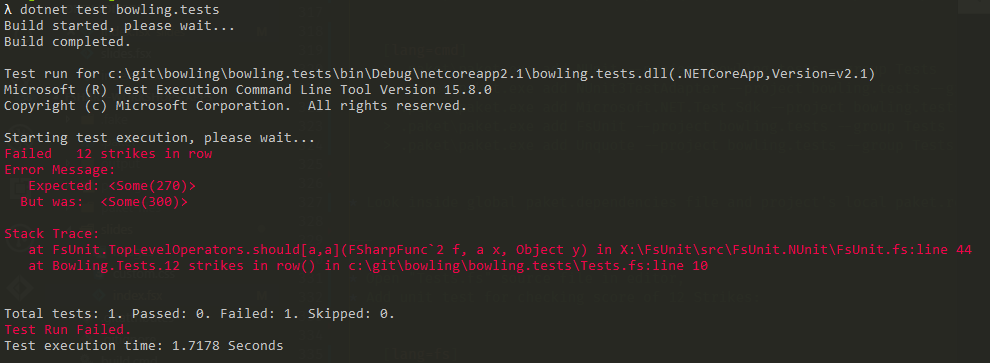 λ dotnet test bowling.tests
Build started, please wait...
Build completed.
Test run for c:\git\bowling\bowling.tests\bin\Debug\netcoreapp2.1\bowling.tests.dll(.NETCoreApp,Version=v2.1)
Microsoft (R) Test Execution Command Line Tool Version 15.8.0
Copyright (c) Microsoft Corporation.  All rights reserved.
Starting test execution, please wait...
Failed   12 strikes in row
Error Message:
   Expected: <Some(270)>
  But was:  <Some(300)>
Stack Trace:
   at FsUnit.TopLevelOperators.should[a,a](FSharpFunc`2 f, a x, Object y) in X:\FsUnit\src\FsUnit.NUnit\FsUnit.fs:line 44
   at Bowling.Tests.12 strikes in row() in c:\git\bowling\bowling.tests\Tests.fs:line 10
Total tests: 1. Passed: 0. Failed: 1. Skipped: 0.
Test Run Failed.
Test execution time: 1.7178 Seconds